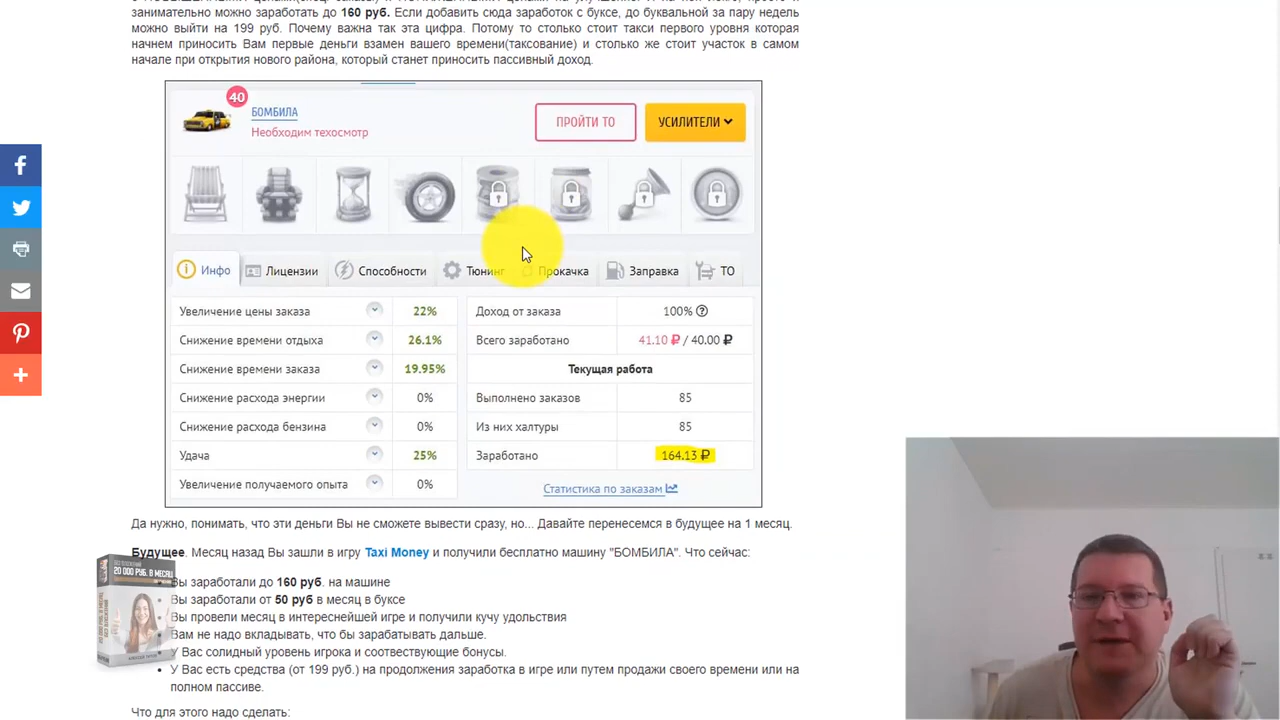 занимательно можно заработать до 160 руб. Если добавить сюда заработок с буксе, до буквальной за пару недель
можно выйти на 199 руб. Почему важна так эта цифра. Потому то столько стоит такси первого уровня которая
начнем приносить Вам первые деньги взамен вашего времени(таксование) и столько же стоит участок в самом
начале при открытия нового района, который станет приносить пассивный доход.
40
БОМБИЛА
Необходим техосмотр
ПРОЙТИ ТО
УСИЛИТЕЛИ
Инфо
Лицензии
Способности
Тюнинг
Прокачка
Заправка
ТО
Увеличение цены заказа 22%
Доход от заказа 100%
Снижение времени отдыха 26.1%
Всего заработано 41.10 ₽ / 40.00 ₽
Снижение времени заказа 19.95%
Текущая работа
Снижение расхода энергии 0%
Выполнено заказов 85
Снижение расхода бензина 0%
Из них халтуры 85
Удача 25%
Заработано 164.13 ₽
Увеличение получаемого опыта 0%
Статистика по заказам
Да нужно, понимать, что эти деньги Вы не сможете вывести сразу, но... Давайте перенесемся в будущее на 1 месяц.
Будущее. Месяц назад Вы зашли в игру Taxi Money и получили бесплатно машину "БОМБИЛА". Что сейчас:
Вы заработали до 160 руб. на машине
Вы заработали от 50 руб в месяц в буксе
Вы провели месяц в интереснейшей игре и получили кучу удольствия
Вам не надо вкладывать, что бы зарабатывать дальше.
У Вас солидный уровень игрока и соотвествующие бонусы.
У Вас есть средства (от 199 руб.) на продолжения заработка в игре или путем продажи своего времени или на
полном пассиве.
Что для этого надо сделать:
20 000 РУБ. В МЕСЯЦ